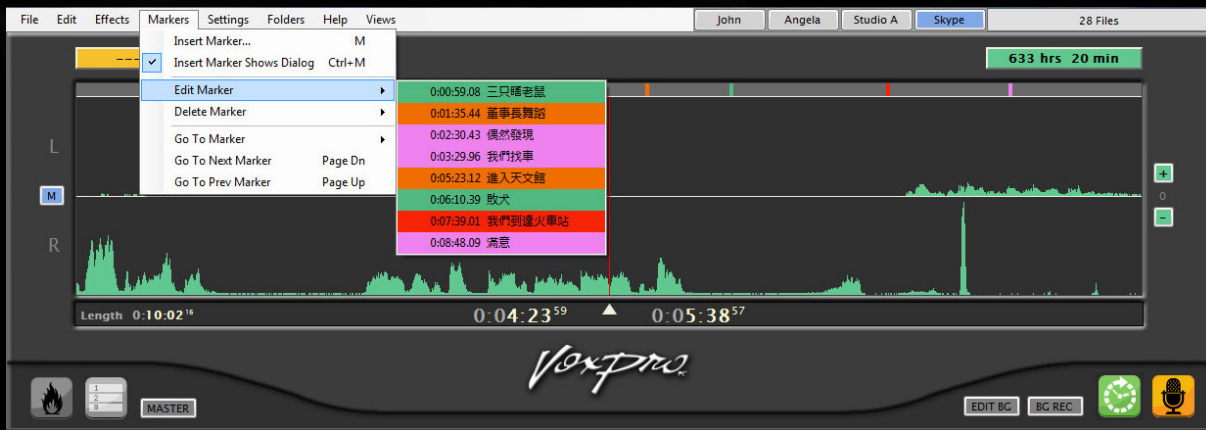 File Edit Effects Markers Settings Folders Help Views John Angela Studio A Skype 28 Files
Insert Marker... M
Insert Marker Shows Dialog Ctrl+M
Edit Marker
Delete Marker
Go To Marker
Go To Next Marker Page Dn
Go To Prev Marker Page Up
0:00:59.08 三只瞎老鼠
0:01:35.44 董事長舞蹈
0:02:30.43 偶然發現
0:03:29.96 我們找車
0:05:23.12 進入天文館
0:06:10.39 敗犬
0:07:39.01 我們到達火車站
0:08:48.09 滿意
---
633 hrs 20 min
L
M
R
+
0
-
Length 0:10:02 16
0:04:23 59
0:05:38 57
VoxPro
1
2
3
MASTER
EDIT BG
BG REC